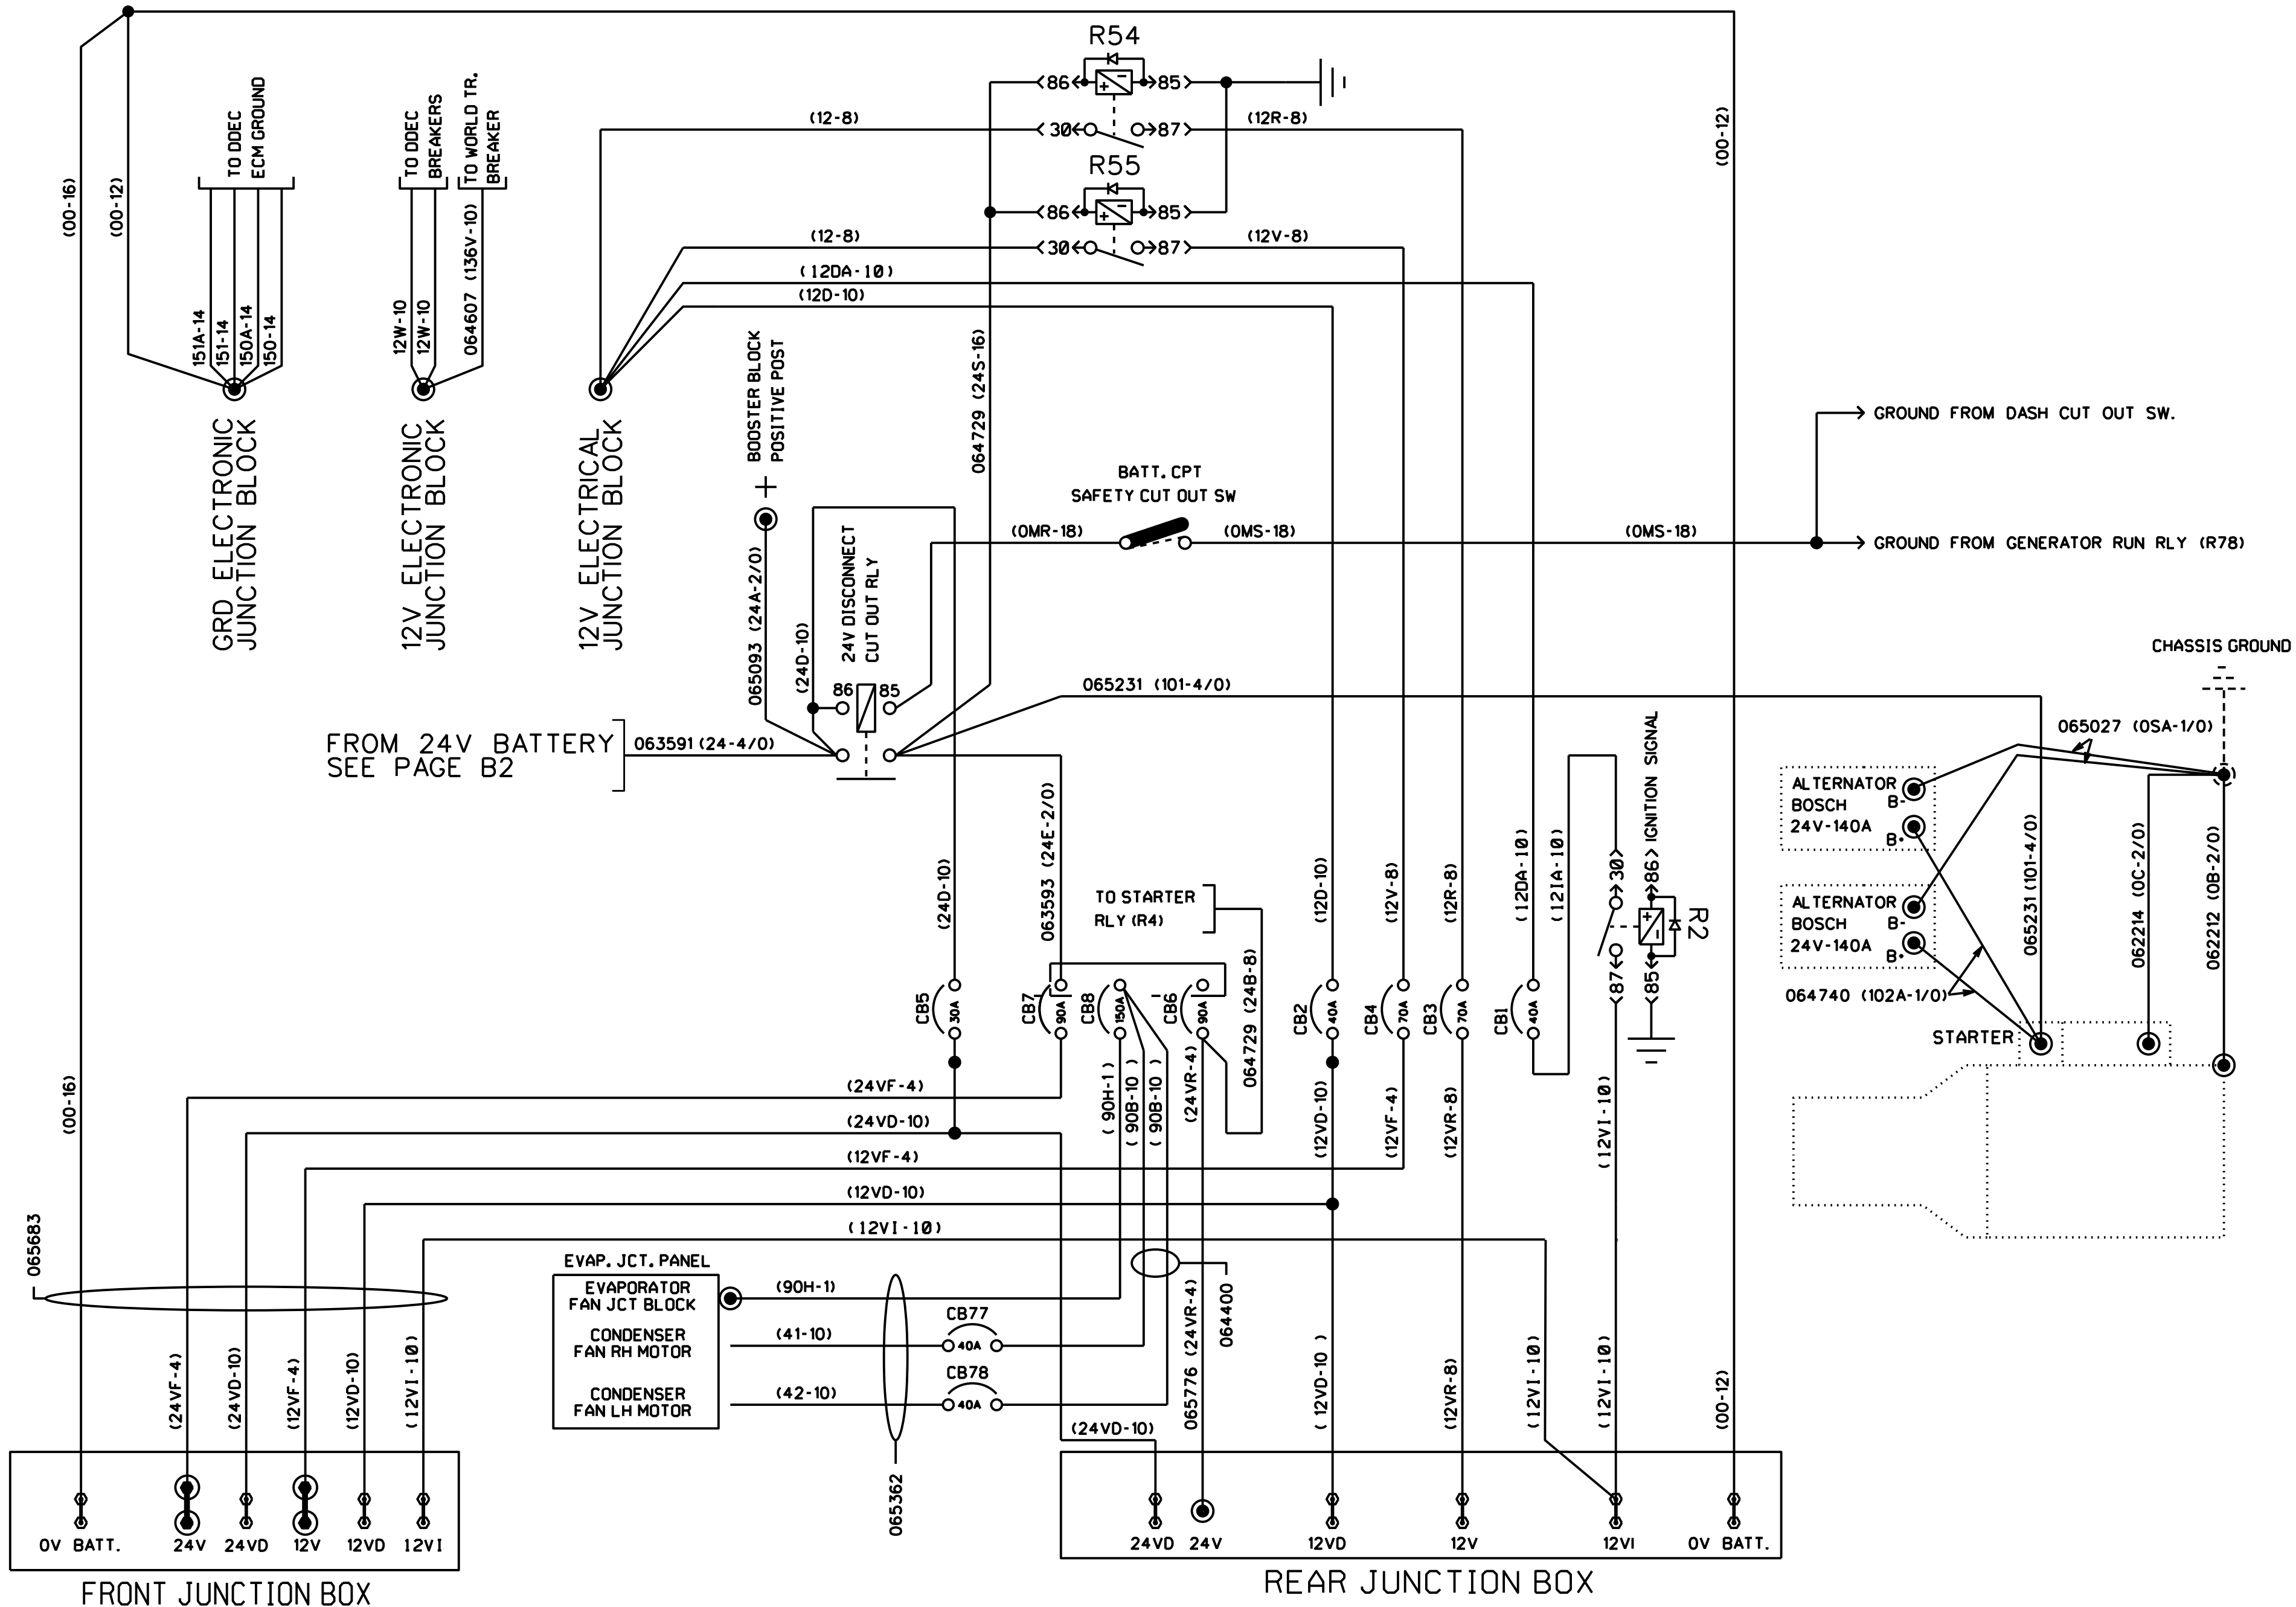 R54
86
85
(12-8)
30
87
(12R-8)
R55
86
85
(12-8)
30
87
(12V-8)
(12DA-10)
(12D-10)
(00-16)
(00-12)
TO DDEC
ECM GROUND
151A-14
151-14
150A-14
150-14
GRD ELECTRONIC
JUNCTION BLOCK
TO DDEC
BREAKERS
TO WORLD TR.
BREAKER
12W-10
12W-10
064607 (136V-10)
12V ELECTRONIC
JUNCTION BLOCK
12V ELECTRICAL
JUNCTION BLOCK
BOOSTER BLOCK
POSITIVE POST
+
065093 (24A-2/0)
(24D-10)
24V DISCONNECT
CUT OUT RLY
86
85
064729 (24S-16)
BATT. CPT
SAFETY CUT OUT SW
(0MR-18)
(0MS-18)
(0MS-18)
(00-12)
GROUND FROM DASH CUT OUT SW.
GROUND FROM GENERATOR RUN RLY (R78)
FROM 24V BATTERY
SEE PAGE B2
063591 (24-4/0)
065231 (101-4/0)
CHASSIS GROUND
065027 (0SA-1/0)
ALTERNATOR
BOSCH
24V-140A
B-
B+
ALTERNATOR
BOSCH
24V-140A
B-
B+
064740 (102A-1/0)
STARTER
065231 (101-4/0)
062214 (0C-2/0)
062212 (0B-2/0)
(24D-10)
063593 (24E-2/0)
TO STARTER
RLY (R4)
064729 (24B-8)
(12D-10)
(12V-8)
(12R-8)
(12DA-10)
(12IA-10)
30
87
86
85
IGNITION SIGNAL
R2
CB5
30A
CB7
90A
CB8
150A
CB6
90A
CB2
40A
CB4
70A
CB3
70A
CB1
40A
(24VF-4)
(24VD-10)
(12VF-4)
(12VD-10)
(12VI-10)
(90H-1)
(90B-10)
(90B-10)
(24VR-4)
(12VD-10)
(12VF-4)
(12VR-8)
(12VI-10)
(00-16)
065683
EVAP. JCT. PANEL
EVAPORATOR
FAN JCT BLOCK
CONDENSER
FAN RH MOTOR
CONDENSER
FAN LH MOTOR
(90H-1)
(41-10)
(42-10)
CB77
40A
CB78
40A
065362
064400
065776 (24VR-4)
(24VD-10)
(24VF-4)
(24VD-10)
(12VF-4)
(12VD-10)
(12VI-10)
(12VD-10)
(12VR-8)
(12VI-10)
(12VI-10)
(00-12)
0V BATT.
24V
24VD
12V
12VD
12VI
FRONT JUNCTION BOX
24VD
24V
12VD
12V
12VI
0V BATT.
REAR JUNCTION BOX